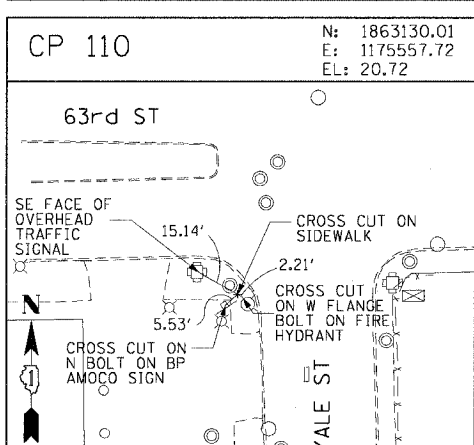 CP 110
N: 1863130.01
E: 1175557.72
EL: 20.72
63rd ST
SE FACE OF
OVERHEAD
TRAFFIC
SIGNAL
15.14'
CROSS CUT ON
SIDEWALK
2.21'
CROSS CUT
ON W FLANGE
BOLT ON FIRE
HYDRANT
5.53'
CROSS CUT ON
N BOLT ON BP
AMOCO SIGN
N
1
YALE ST